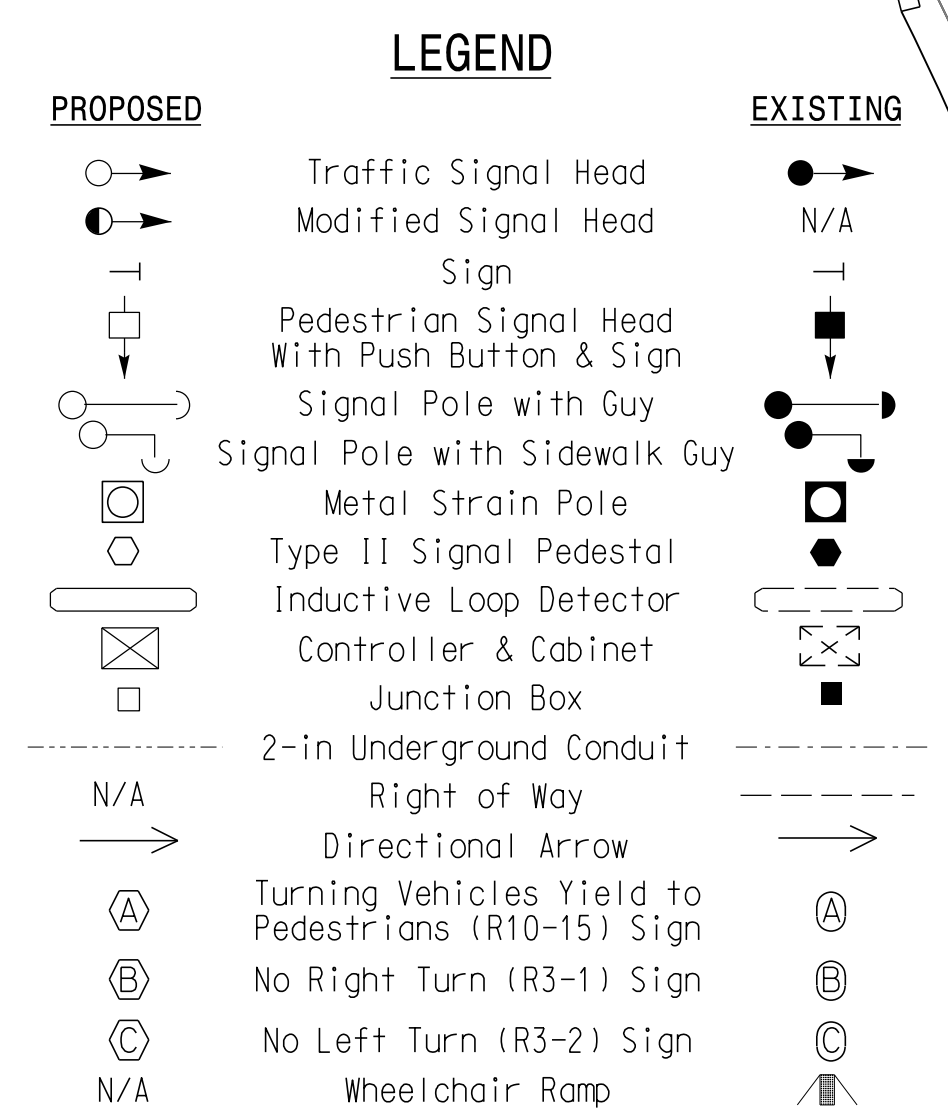 LEGEND
PROPOSED EXISTING
Traffic Signal Head
Modified Signal Head N/A
Sign
Pedestrian Signal Head
With Push Button & Sign
Signal Pole with Guy
Signal Pole with Sidewalk Guy
Metal Strain Pole
Type II Signal Pedestal
Inductive Loop Detector
Controller & Cabinet
Junction Box
2-in Underground Conduit
N/A Right of Way
Directional Arrow
Turning Vehicles Yield to
A Pedestrians (R10-15) Sign A
B No Right Turn (R3-1) Sign B
C No Left Turn (R3-2) Sign C
N/A Wheelchair Ramp